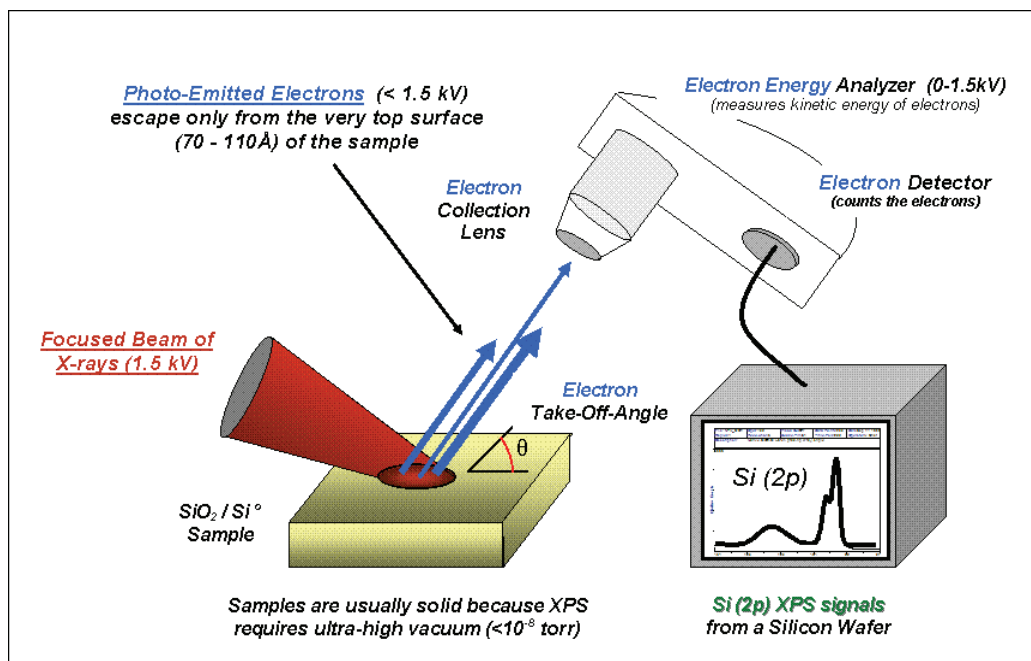 Photo-Emitted Electrons (< 1.5 kV)
escape only from the very top surface
(70 - 110Å) of the sample
Electron Energy Analyzer (0-1.5kV)
(measures kinetic energy of electrons)
Electron
Collection
Lens
Electron Detector
(counts the electrons)
Focused Beam of
X-rays (1.5 kV)
Electron
Take-Off-Angle
θ
SiO₂ / Si°
Sample
Si (2p)
Samples are usually solid because XPS
requires ultra-high vacuum (<10⁻⁸ torr)
Si (2p) XPS signals
from a Silicon Wafer